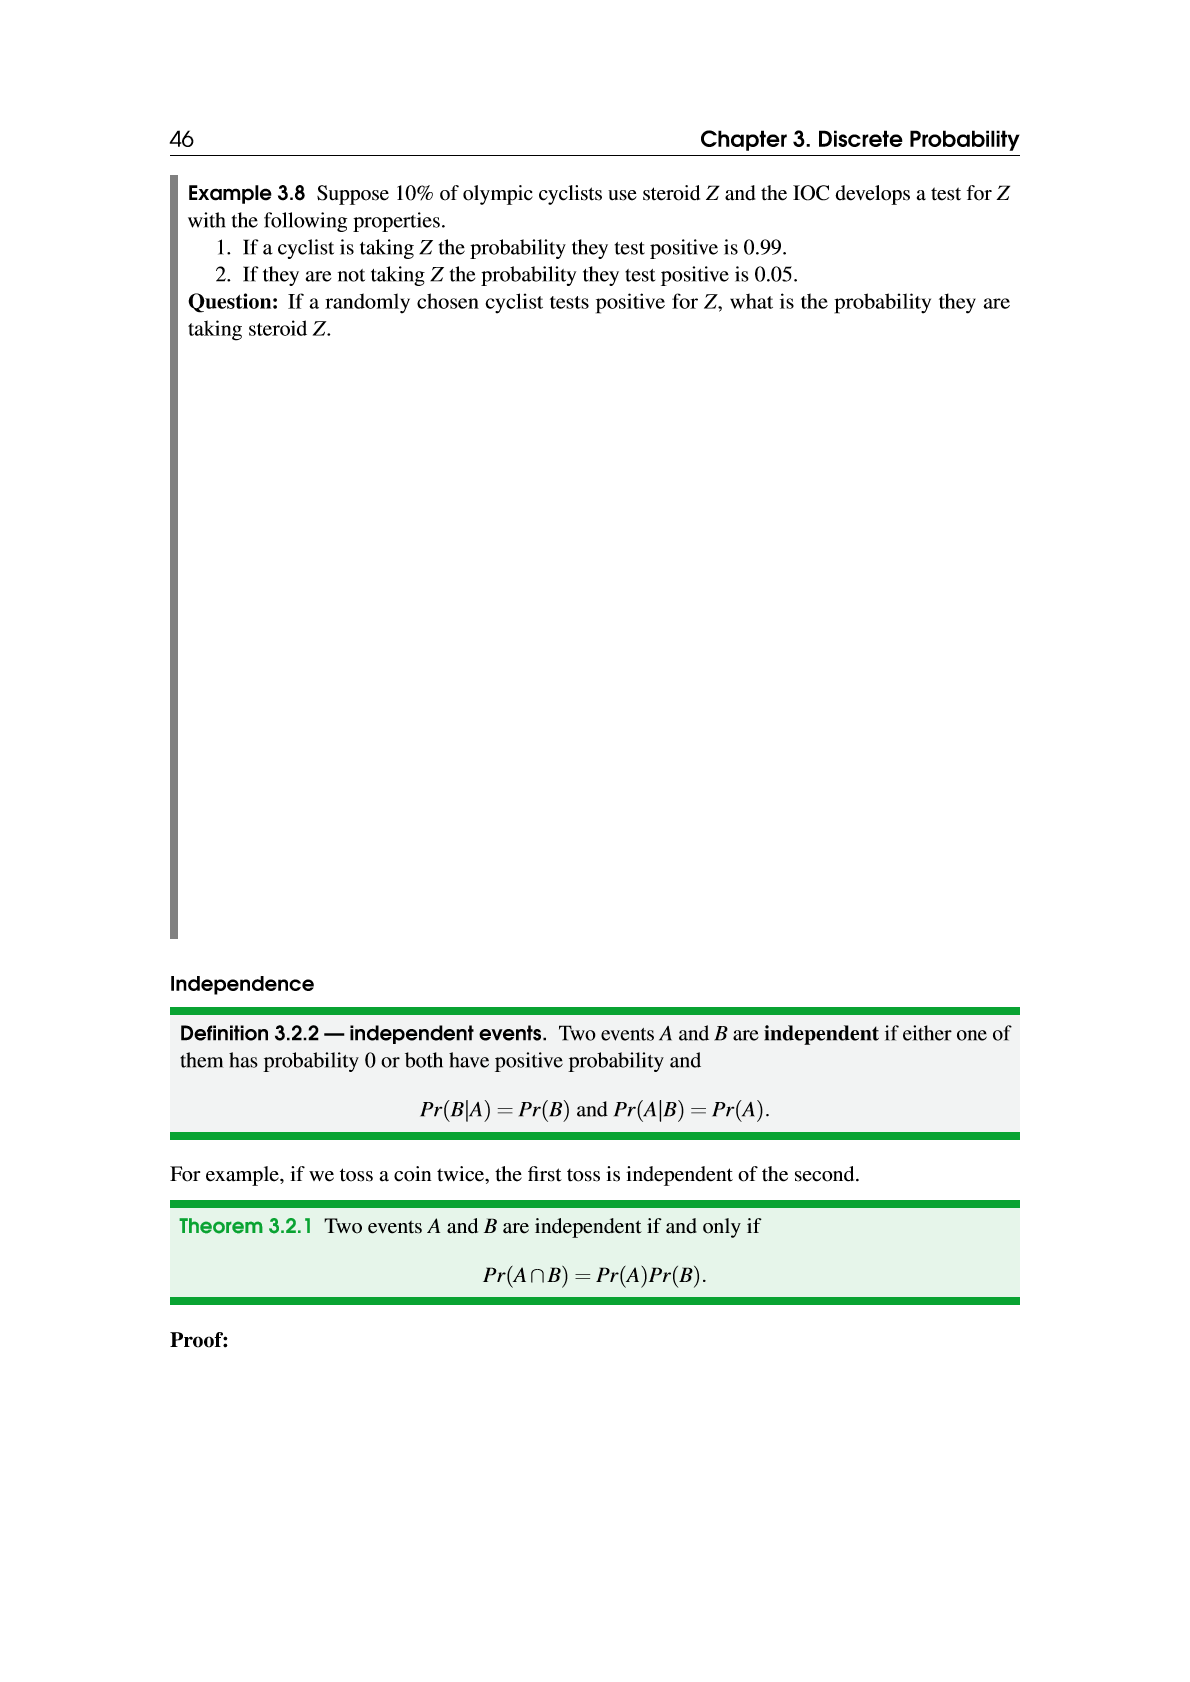 46
Chapter 3. Discrete Probability
Example 3.8 Suppose 10% of olympic cyclists use steroid Z and the IOC develops a test for Z
with the following properties.
1. If a cyclist is taking Z the probability they test positive is 0.99.
2. If they are not taking Z the probability they test positive is 0.05.
Question: If a randomly chosen cyclist tests positive for Z, what is the probability they are
taking steroid Z.
Independence
Definition 3.2.2 — independent events. Two events A and B are independent if either one of
them has probability 0 or both have positive probability and
Pr(B|A) = Pr(B) and Pr(A|B) = Pr(A).
For example, if we toss a coin twice, the first toss is independent of the second.
Theorem 3.2.1 Two events A and B are independent if and only if
Pr(A∩B) = Pr(A)Pr(B).
Proof: